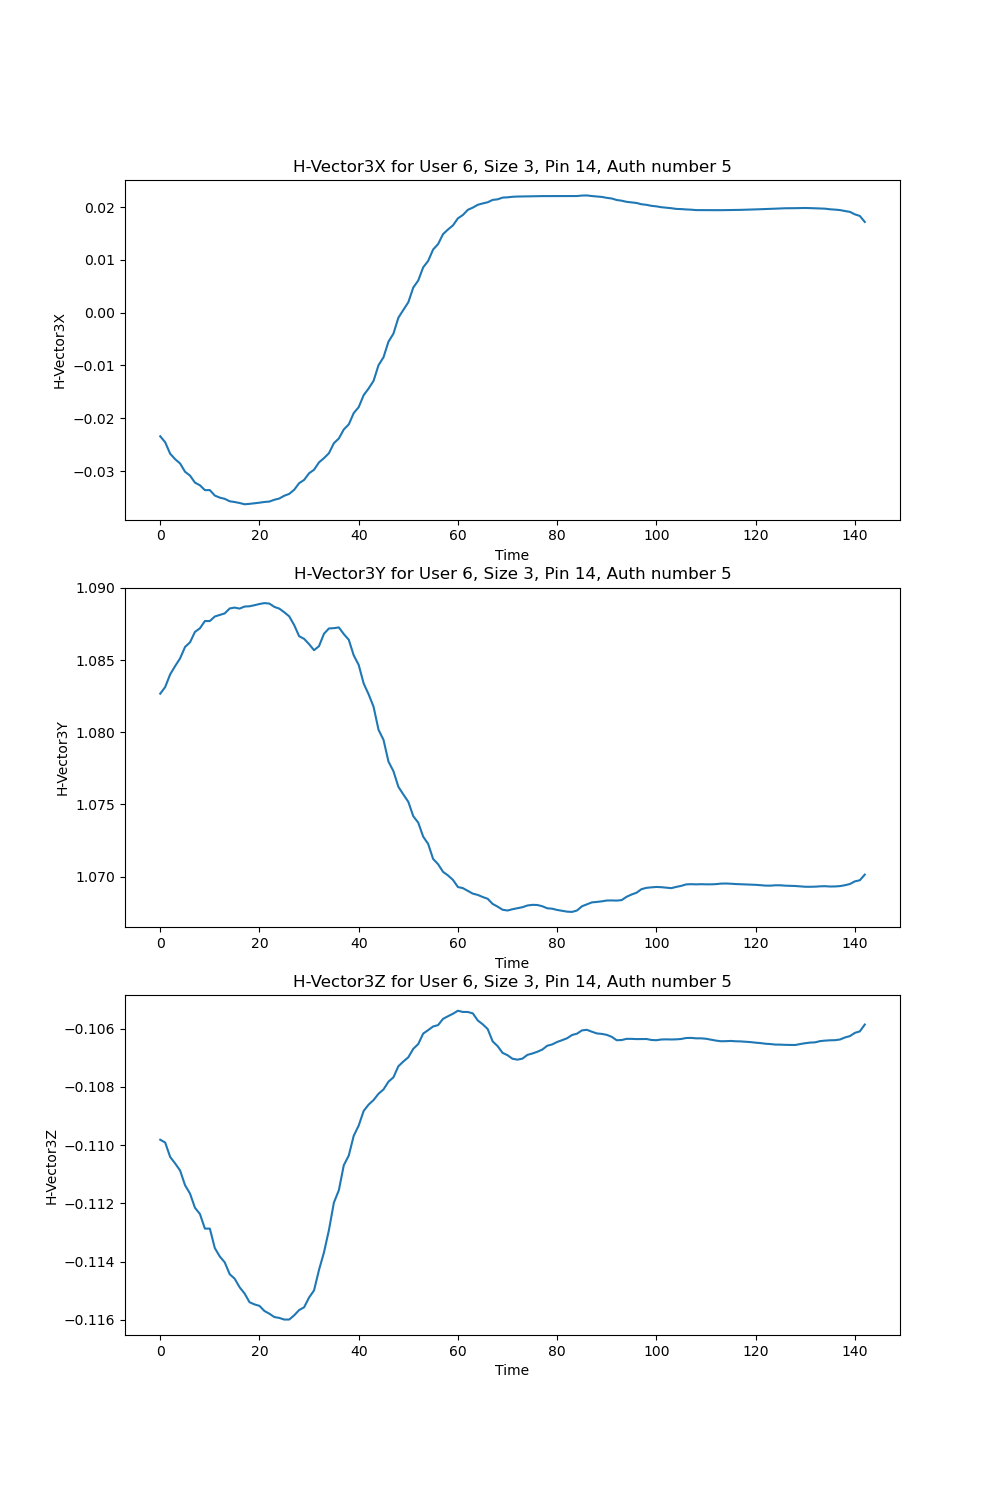 H-Vector3X for User 6, Size 3, Pin 14, Auth number 5
0.02
0.01
0.00
−0.01
−0.02
−0.03
H-Vector3X
0 20 40 60 80 100 120 140
Time
H-Vector3Y for User 6, Size 3, Pin 14, Auth number 5
1.090
1.085
1.080
1.075
1.070
H-Vector3Y
0 20 40 60 80 100 120 140
Time
H-Vector3Z for User 6, Size 3, Pin 14, Auth number 5
−0.106
−0.108
−0.110
−0.112
−0.114
−0.116
H-Vector3Z
0 20 40 60 80 100 120 140
Time